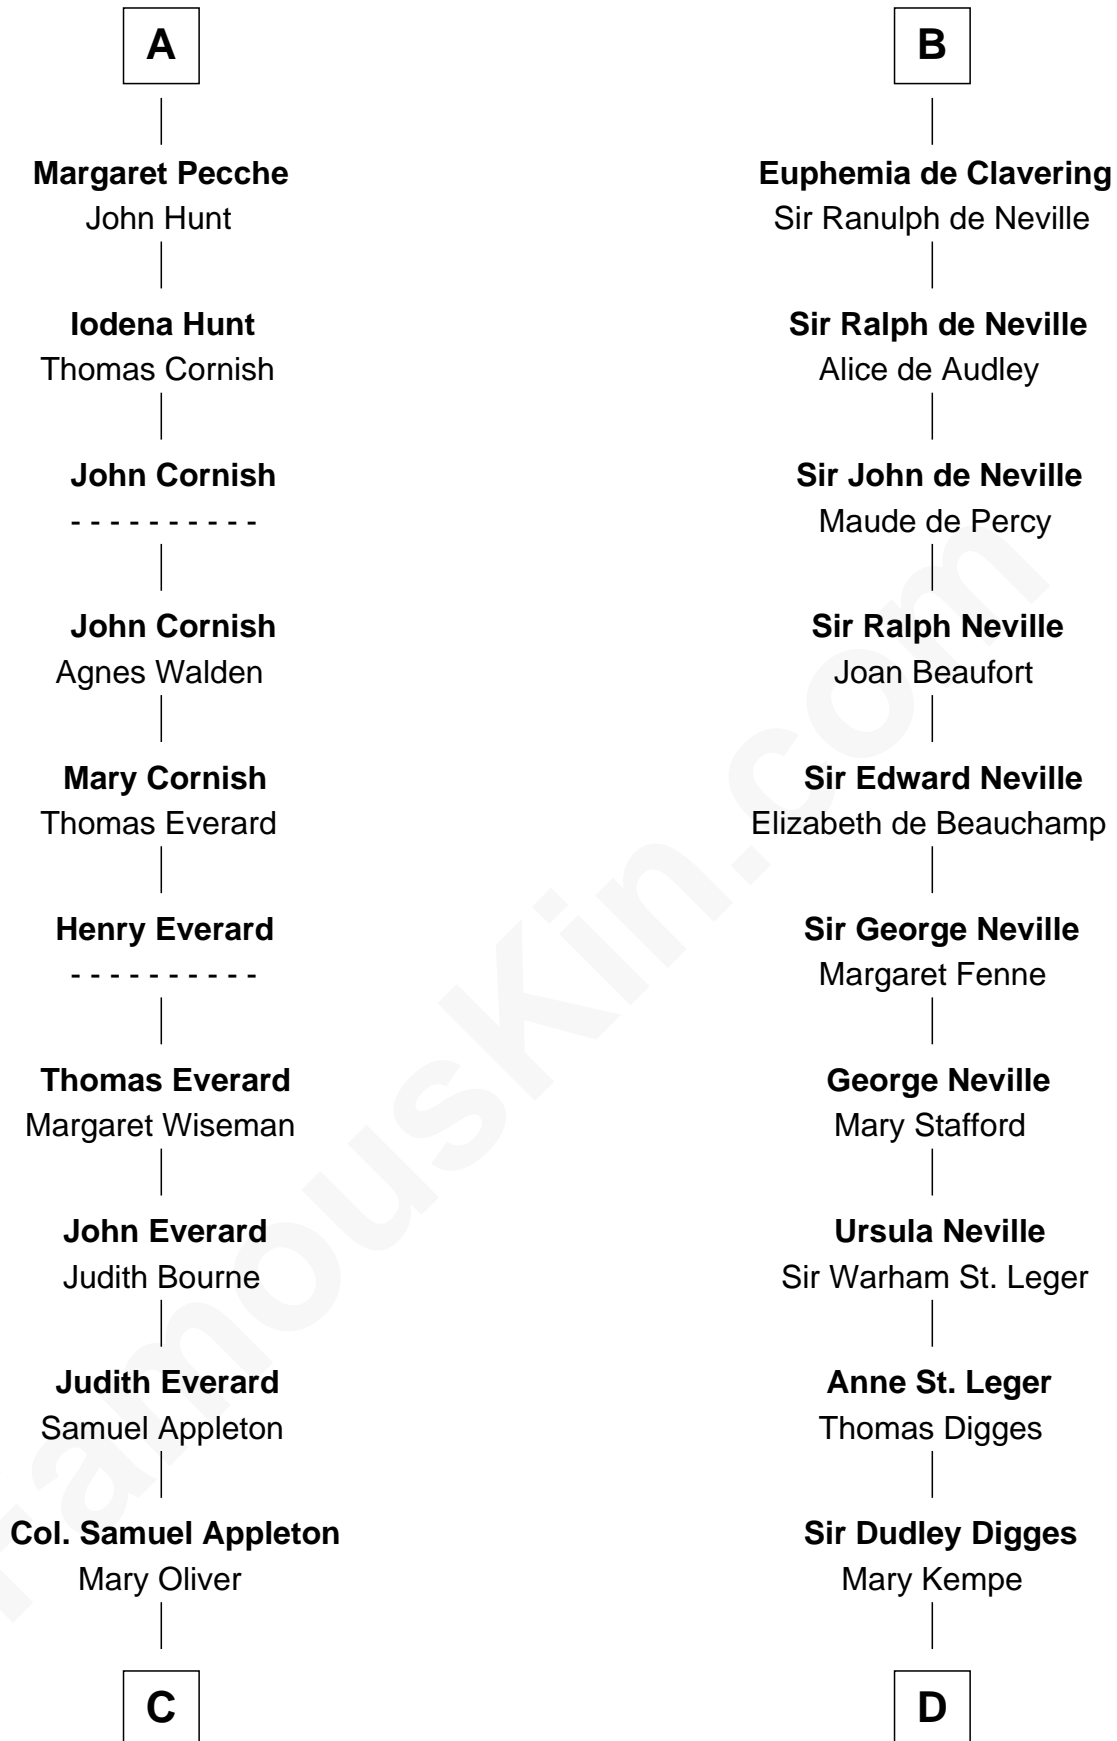 A
Margaret Pecche
John Hunt
Iodena Hunt
Thomas Cornish
John Cornish
- - - - - - - - - -
John Cornish
Agnes Walden
Mary Cornish
Thomas Everard
Henry Everard
- - - - - - - - - -
Thomas Everard
Margaret Wiseman
John Everard
Judith Bourne
Judith Everard
Samuel Appleton
Col. Samuel Appleton
Mary Oliver
C
B
Euphemia de Clavering
Sir Ranulph de Neville
Sir Ralph de Neville
Alice de Audley
Sir John de Neville
Maude de Percy
Sir Ralph Neville
Joan Beaufort
Sir Edward Neville
Elizabeth de Beauchamp
Sir George Neville
Margaret Fenne
George Neville
Mary Stafford
Ursula Neville
Sir Warham St. Leger
Anne St. Leger
Thomas Digges
Sir Dudley Digges
Mary Kempe
D
FamousKin.com